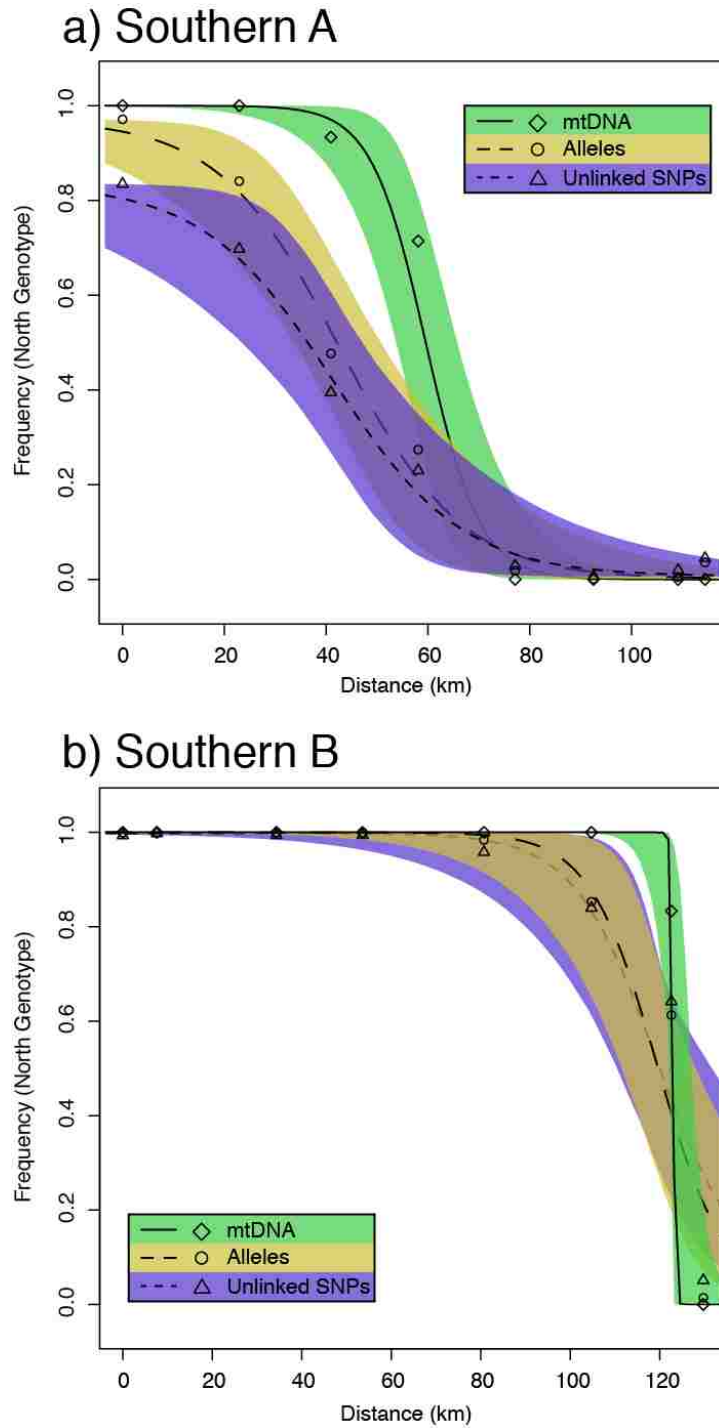 a) Southern A
1.0
0.8
0.6
0.4
0.2
0.0
Frequency (North Genotype)
mtDNA
Alleles
Unlinked SNPs
0 20 40 60 80 100
Distance (km)
b) Southern B
1.0
0.8
0.6
0.4
0.2
0.0
Frequency (North Genotype)
mtDNA
Alleles
Unlinked SNPs
0 20 40 60 80 100 120
Distance (km)